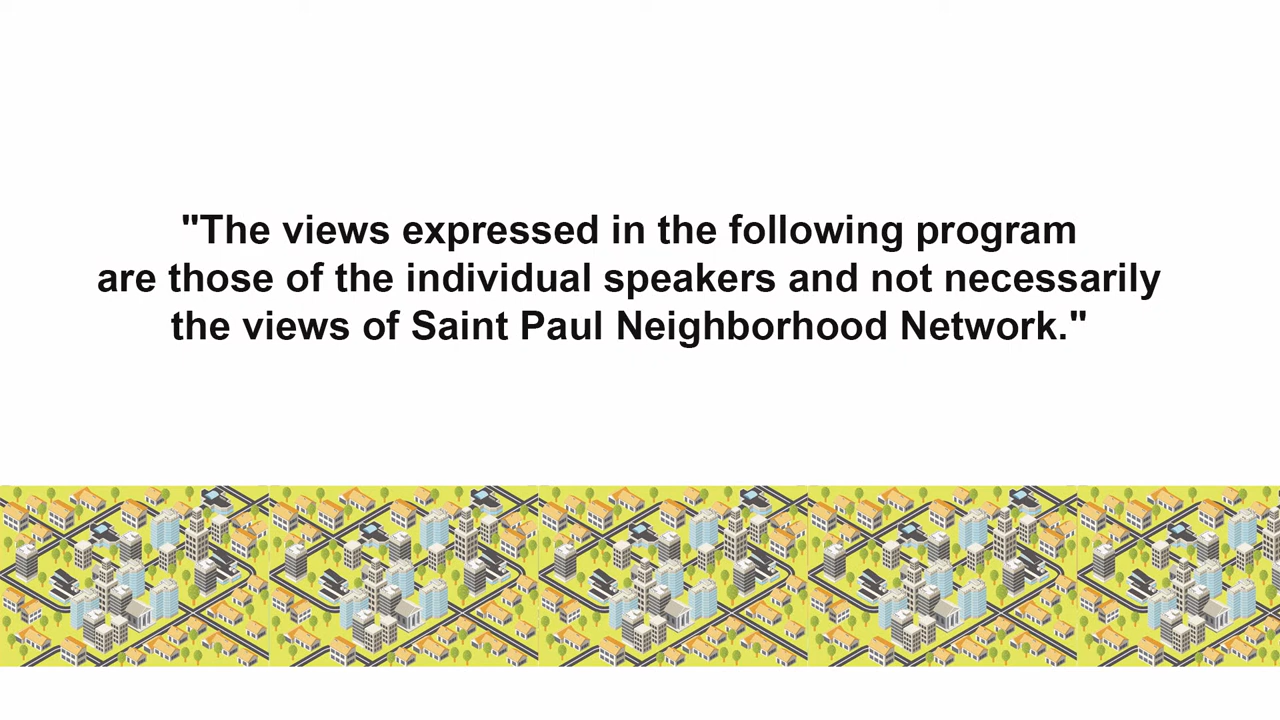 "The views expressed in the following program
are those of the individual speakers and not necessarily
the views of Saint Paul Neighborhood Network."